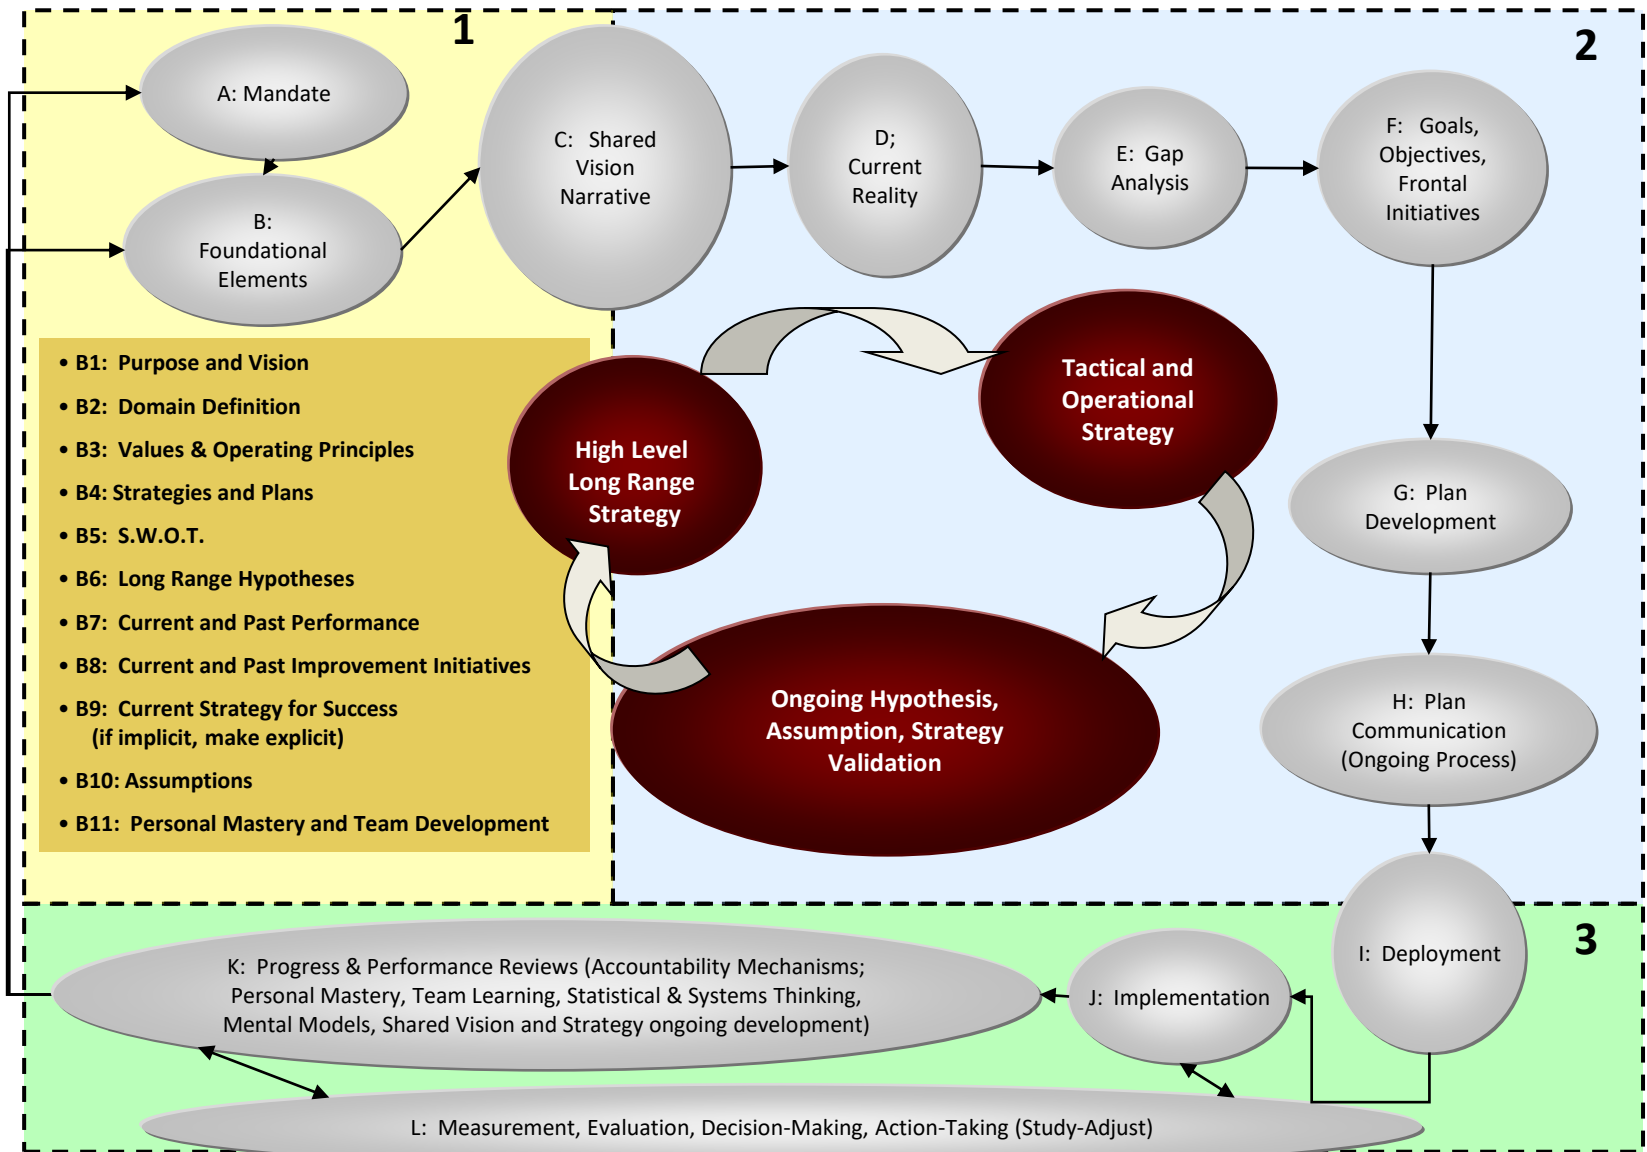 1
2
A: Mandate
B:
Foundational
Elements
C: Shared
Vision
Narrative
D;
Current
Reality
E: Gap
Analysis
F: Goals,
Objectives,
Frontal
Initiatives
• B1: Purpose and Vision
• B2: Domain Definition
• B3: Values & Operating Principles
• B4: Strategies and Plans
• B5: S.W.O.T.
• B6: Long Range Hypotheses
• B7: Current and Past Performance
• B8: Current and Past Improvement Initiatives
• B9: Current Strategy for Success
(if implicit, make explicit)
• B10: Assumptions
• B11: Personal Mastery and Team Development
High Level
Long Range
Strategy
Tactical and
Operational
Strategy
Ongoing Hypothesis,
Assumption, Strategy
Validation
G: Plan
Development
H: Plan
Communication
(Ongoing Process)
3
I: Deployment
J: Implementation
K: Progress & Performance Reviews (Accountability Mechanisms;
Personal Mastery, Team Learning, Statistical & Systems Thinking,
Mental Models, Shared Vision and Strategy ongoing development)
L: Measurement, Evaluation, Decision-Making, Action-Taking (Study-Adjust)